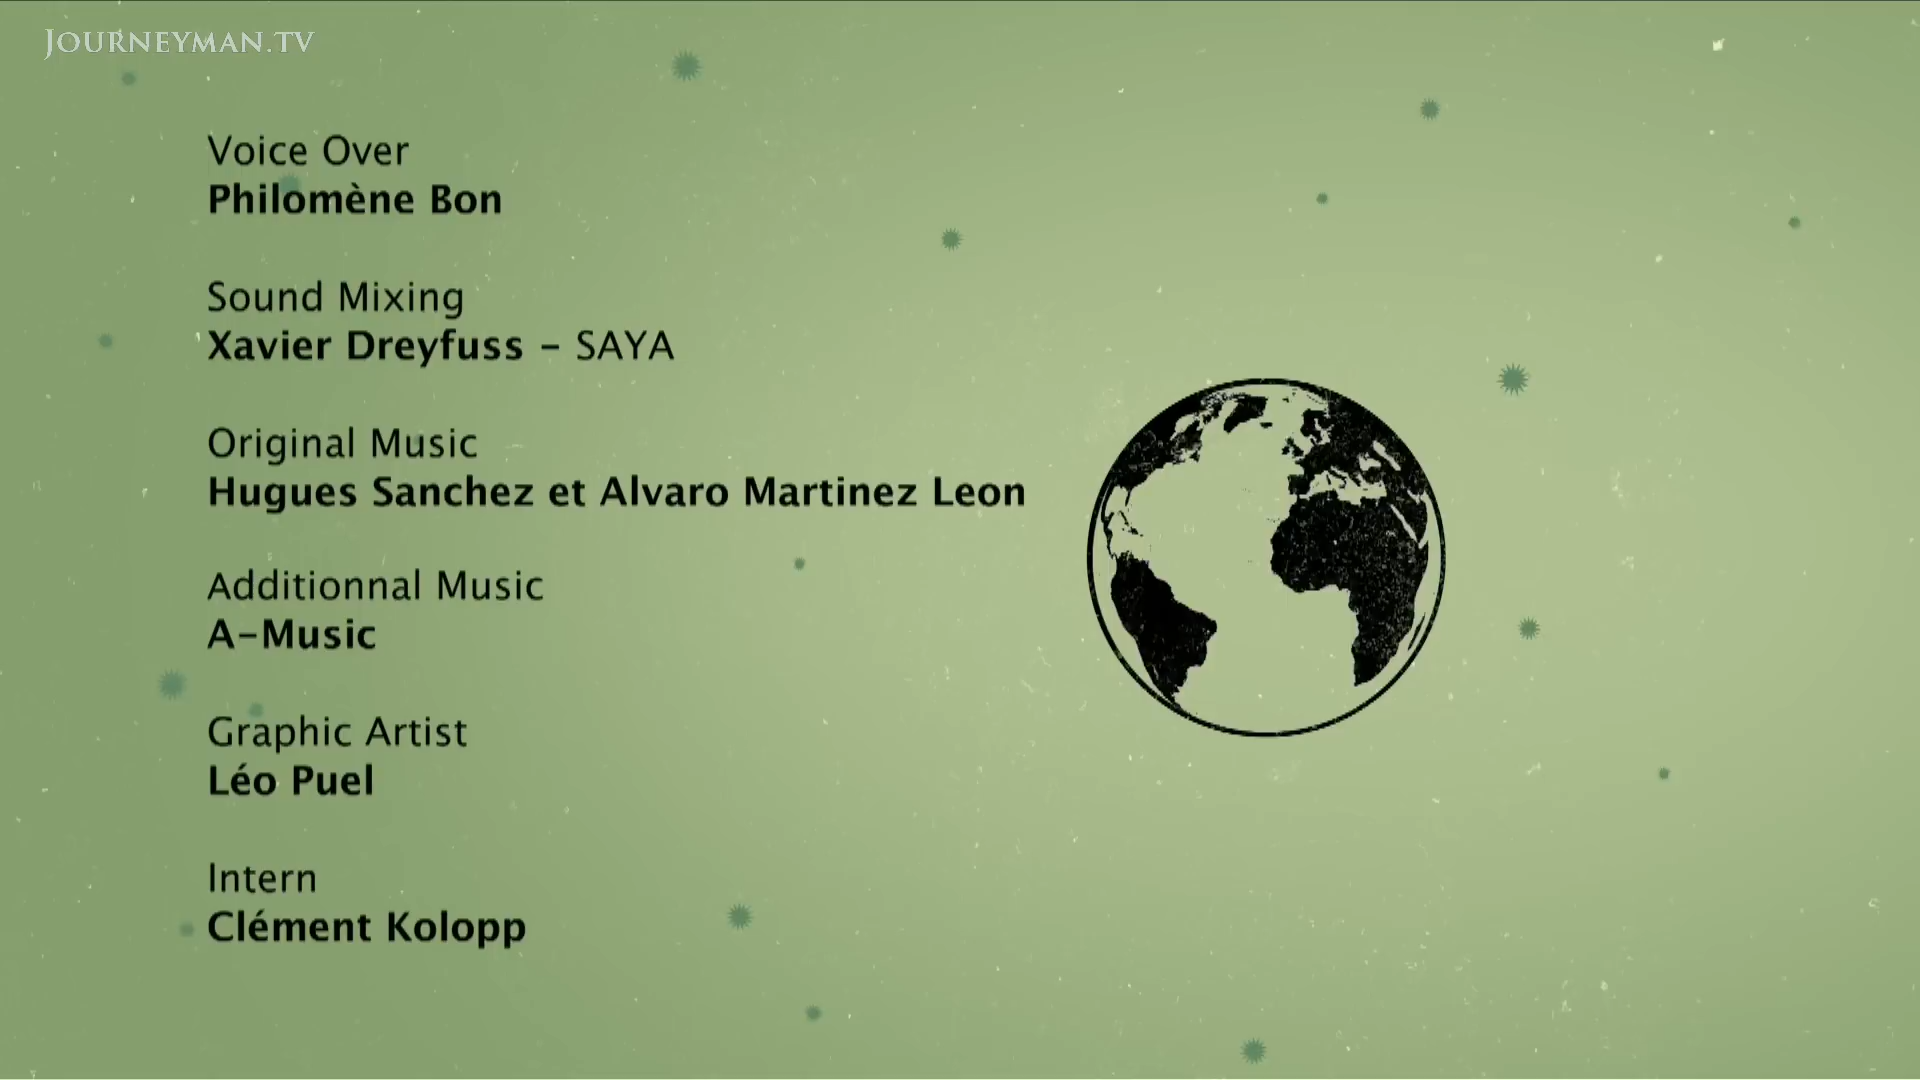 JOURNEYMAN.TV
Voice Over
Philomène Bon
Sound Mixing
Xavier Dreyfuss - SAYA
Original Music
Hugues Sanchez et Alvaro Martinez Leon
Additionnal Music
A-Music
Graphic Artist
Léo Puel
Intern
Clément Kolopp